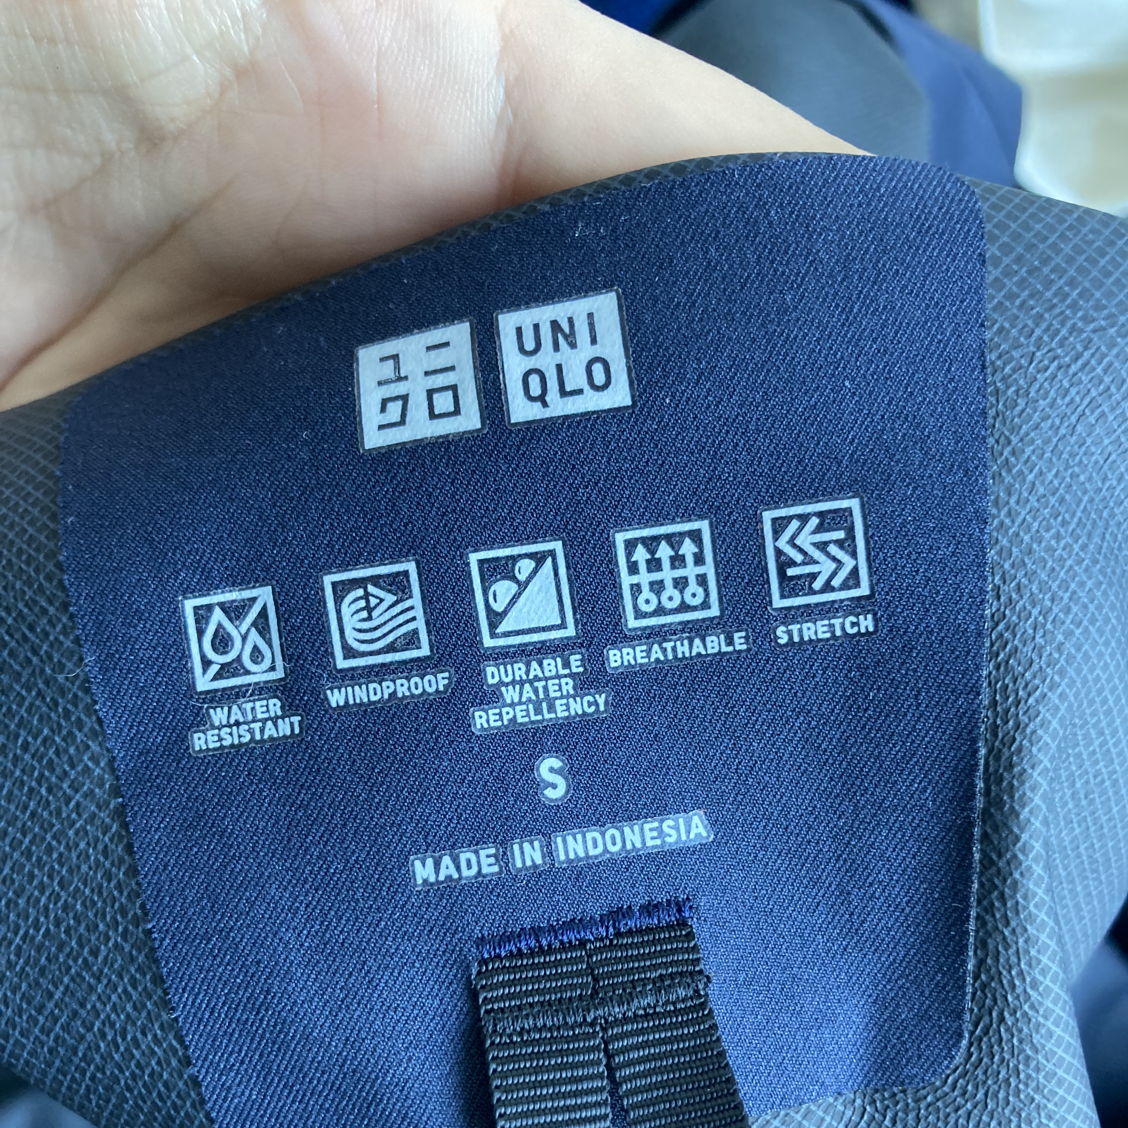 ユニ
クロ
UNI
QLO
WATER
RESISTANT
WINDPROOF
DURABLE
WATER
REPELLENCY
BREATHABLE
STRETCH
S
MADE IN INDONESIA